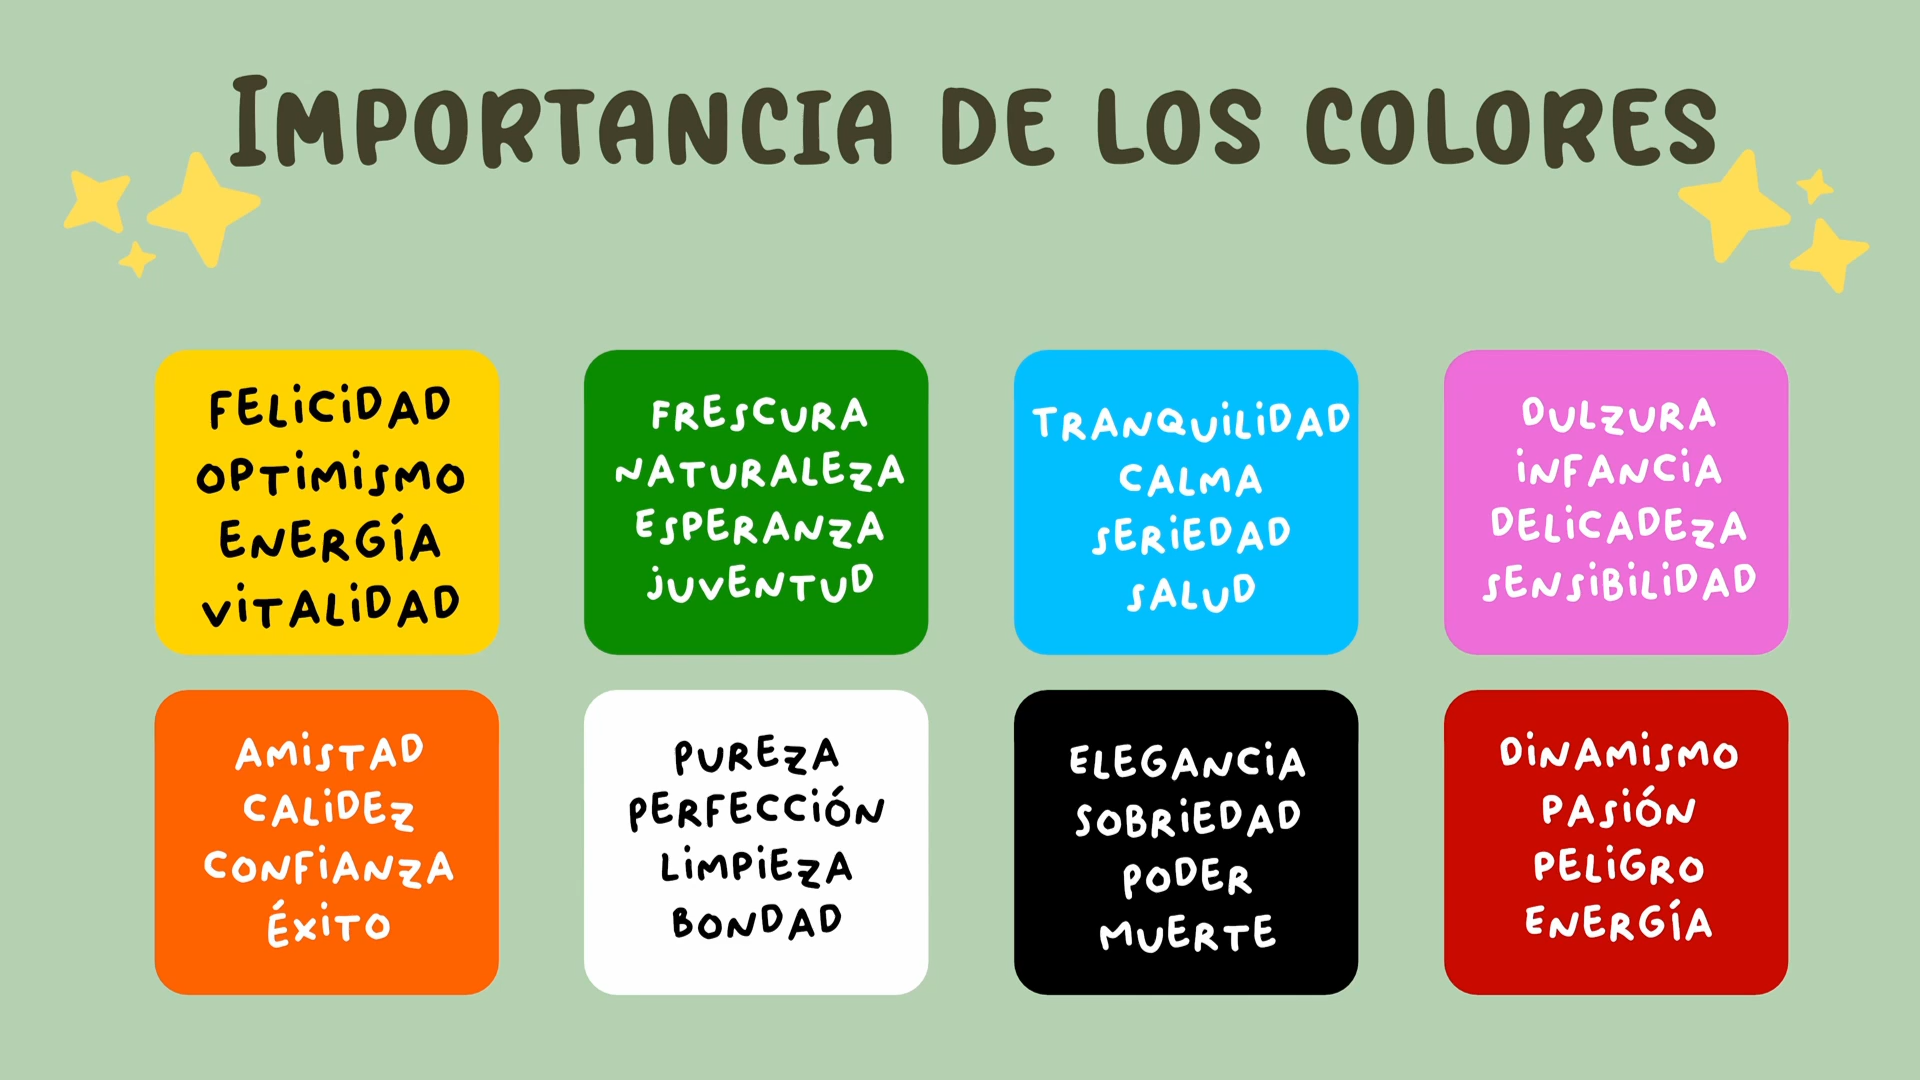 IMPORTANCIA DE LOS COLORES
FELICIDAD
OPTIMISMO
ENERGÍA
VITALIDAD
FRESCURA
NATURALEZA
ESPERANZA
JUVENTUD
TRANQUILIDAD
CALMA
SERIEDAD
SALUD
DULZURA
INFANCIA
DELICADEZA
SENSIBILIDAD
AMISTAD
CALIDEZ
CONFIANZA
ÉXITO
PUREZA
PERFECCIÓN
LIMPIEZA
BONDAD
ELEGANCIA
SOBRIEDAD
PODER
MUERTE
DINAMISMO
PASIÓN
PELIGRO
ENERGÍA